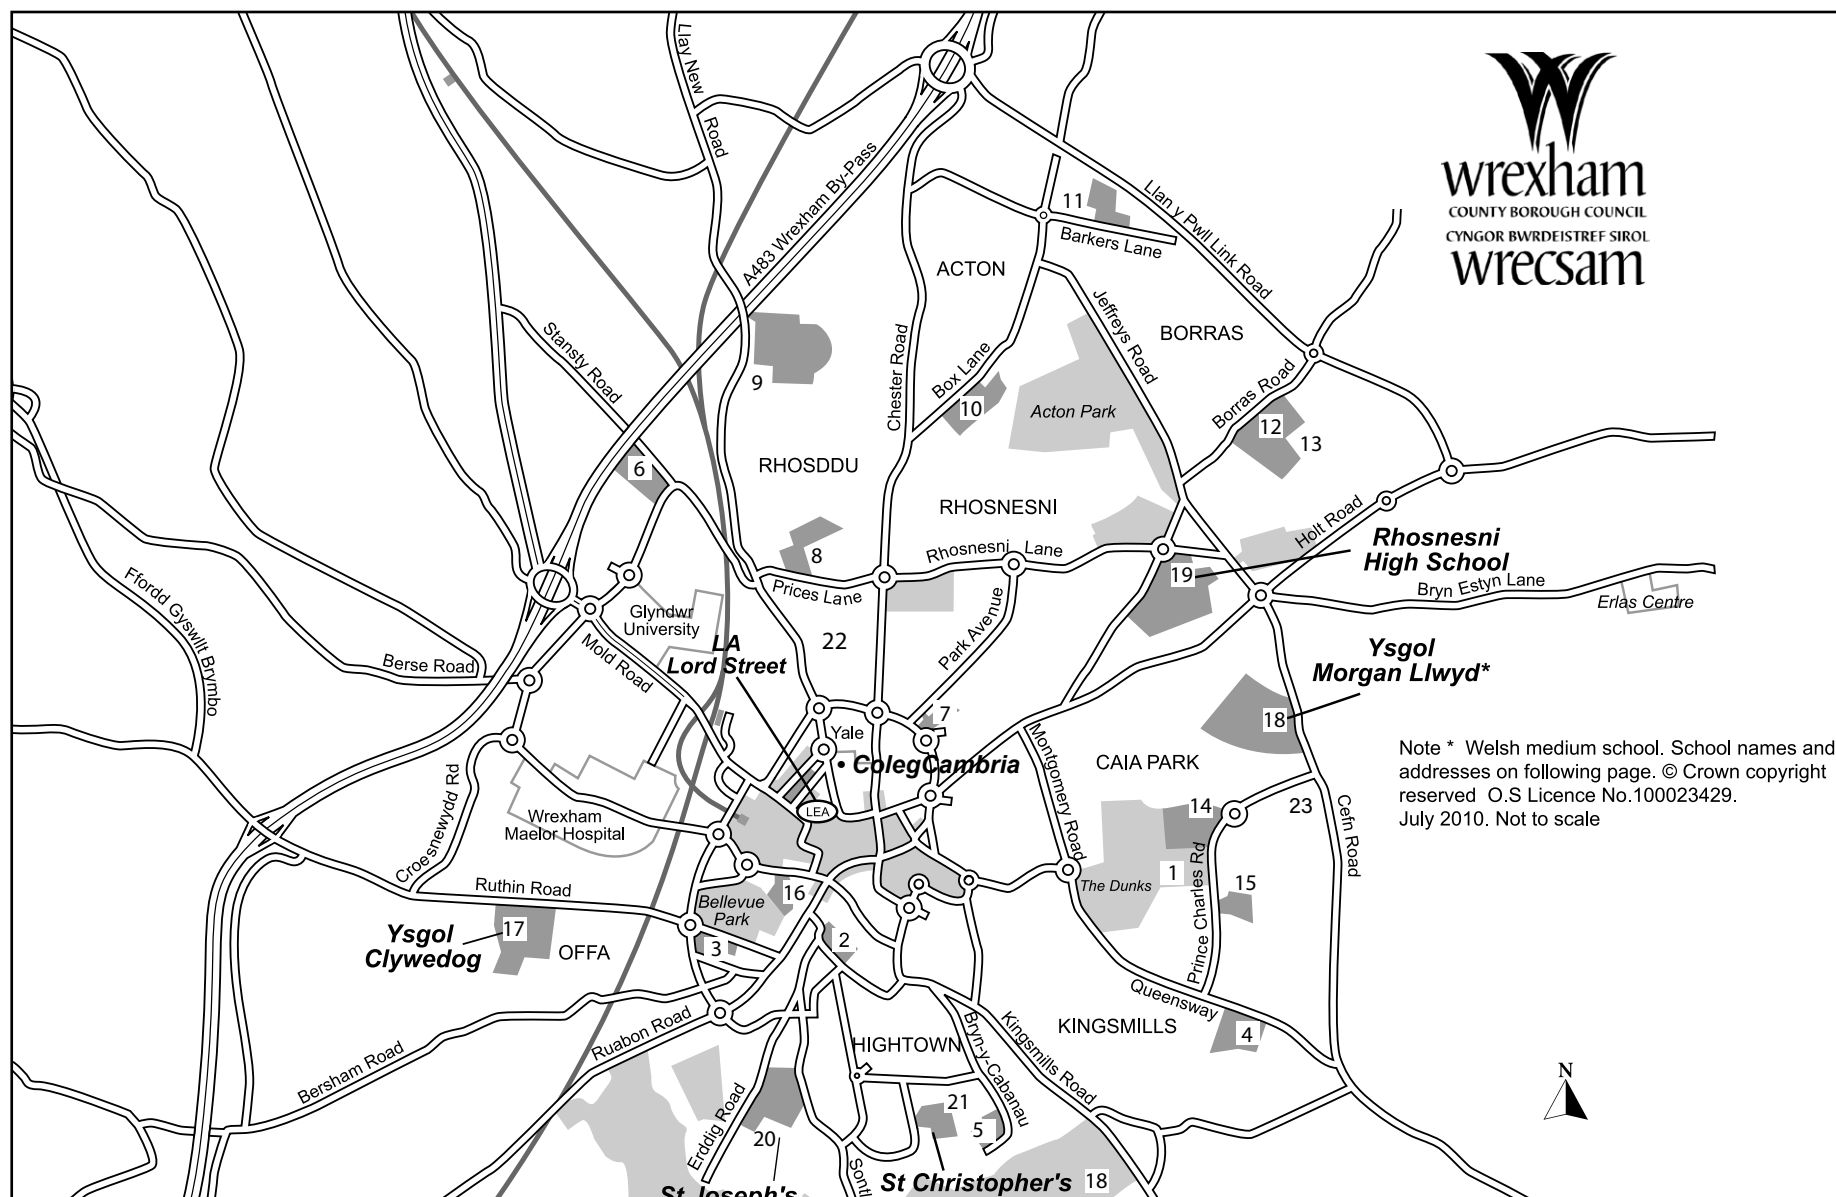 wrexham
COUNTY BOROUGH COUNCIL
CYNGOR BWRDEISTREF SIROL
wrecsam
Llay New
Road
A483 Wrexham By-Pass
Llan y Pwll Link Road
11
Barkers Lane
ACTON
Jeffreys Road
BORRAS
Stansty Road
Chester Road
Box Lane
9
10
Acton Park
Borras Road
12
13
RHOSDDU
6
RHOSNESNI
Holt Road
Rhosnesni
High School
8
Rhosnesni Lane
19
Prices Lane
Bryn Estyn Lane
Erlas Centre
Ffordd Gyswllt Brymbo
Glyndwr
University
22
Park Avenue
LA
Lord Street
Mold Road
Berse Road
Ysgol
Morgan Llwyd*
18
7
Yale
Montgomery Road
CAIA PARK
• ColegCambria
Note * Welsh medium school. School names and
addresses on following page. © Crown copyright
reserved O.S Licence No.100023429.
July 2010. Not to scale
Croesnewydd Rd
Wrexham
Maelor Hospital
LEA
14
23
Cefn Road
Ruthin Road
16
The Dunks
1
Prince Charles Rd
15
Bellevue
Park
Ysgol
Clywedog
17
OFFA
3
2
Queensway
Ruabon Road
Bersham Road
HIGHTOWN
Bryn-y-Cabanau
Kingsmills Road
KINGSMILLS
4
N
Erddig Road
20
21
5
St Joseph's
Sontl
St Christopher's
18